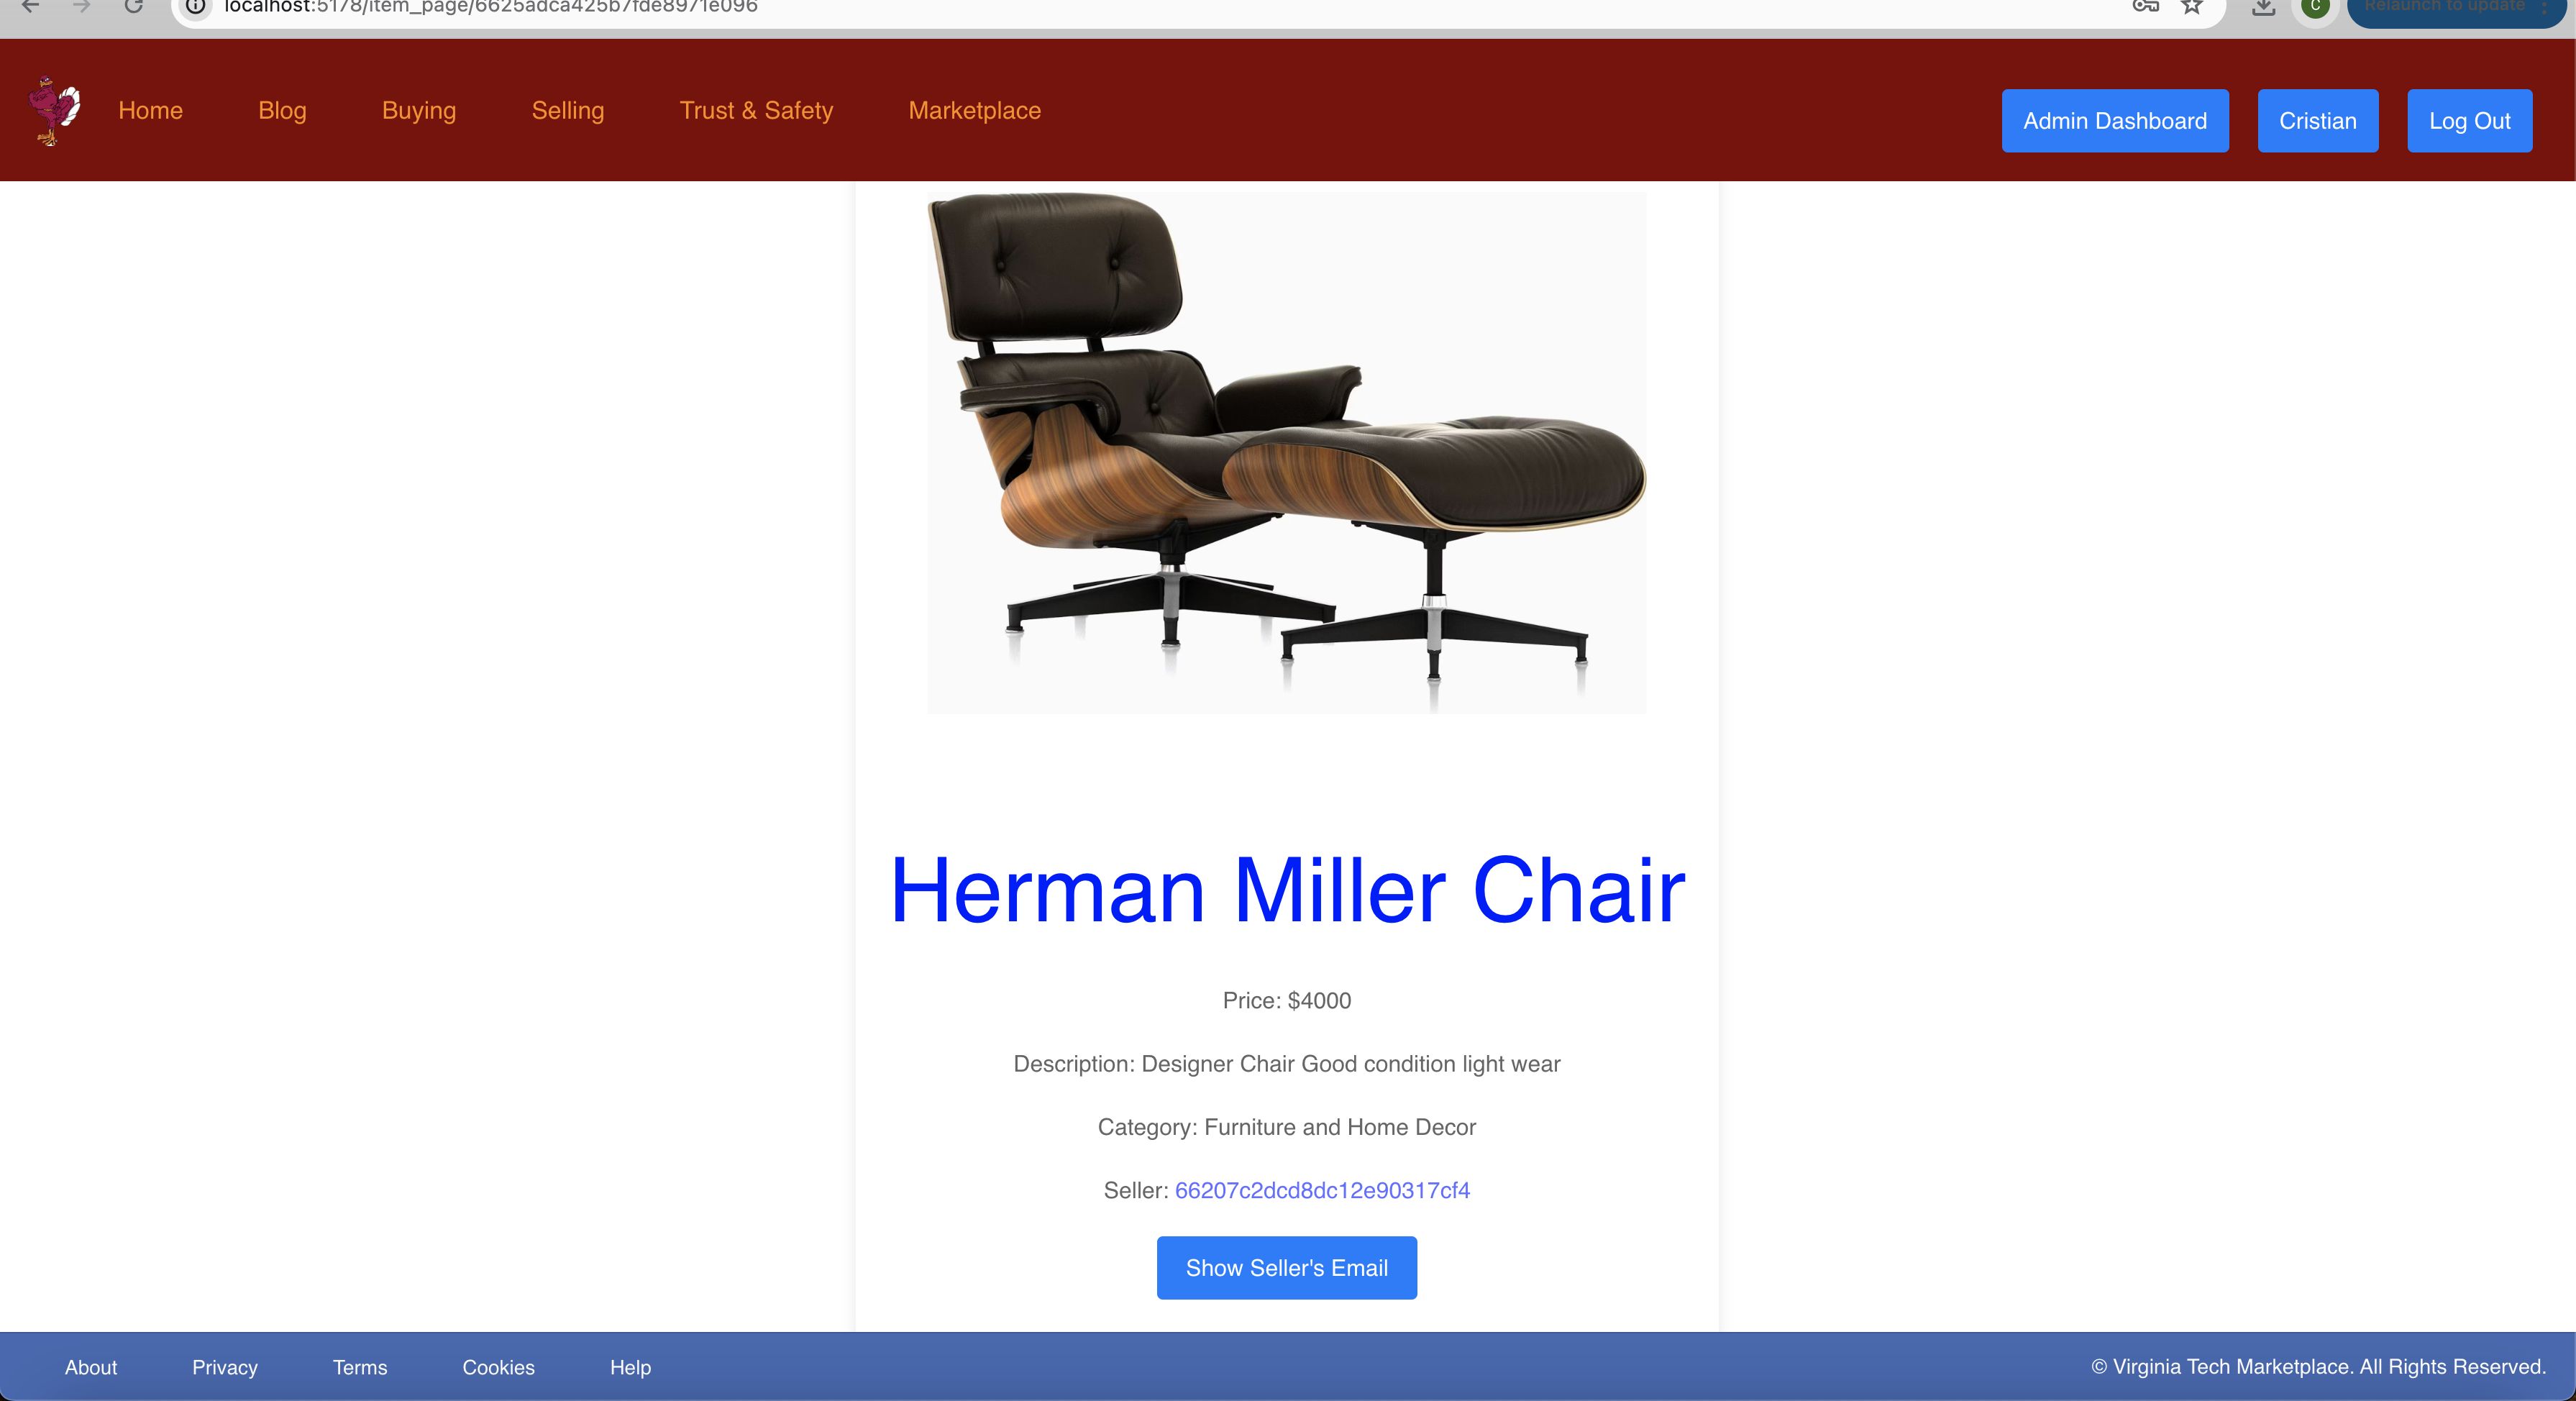 localhost:5178/item_page/6625adca425b7fde8971e096
C
Relaunch to update
Home Blog Buying Selling Trust & Safety Marketplace
Admin Dashboard Cristian Log Out
Herman Miller Chair
Price: $4000
Description: Designer Chair Good condition light wear
Category: Furniture and Home Decor
Seller: 66207c2dcd8dc12e90317cf4
Show Seller's Email
About Privacy Terms Cookies Help
© Virginia Tech Marketplace. All Rights Reserved.